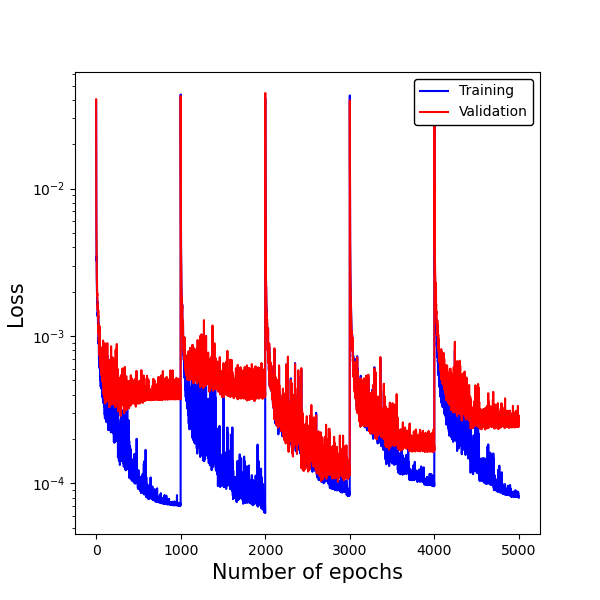 Training
Validation
Loss
10⁻²
10⁻³
10⁻⁴
0 1000 2000 3000 4000 5000
Number of epochs